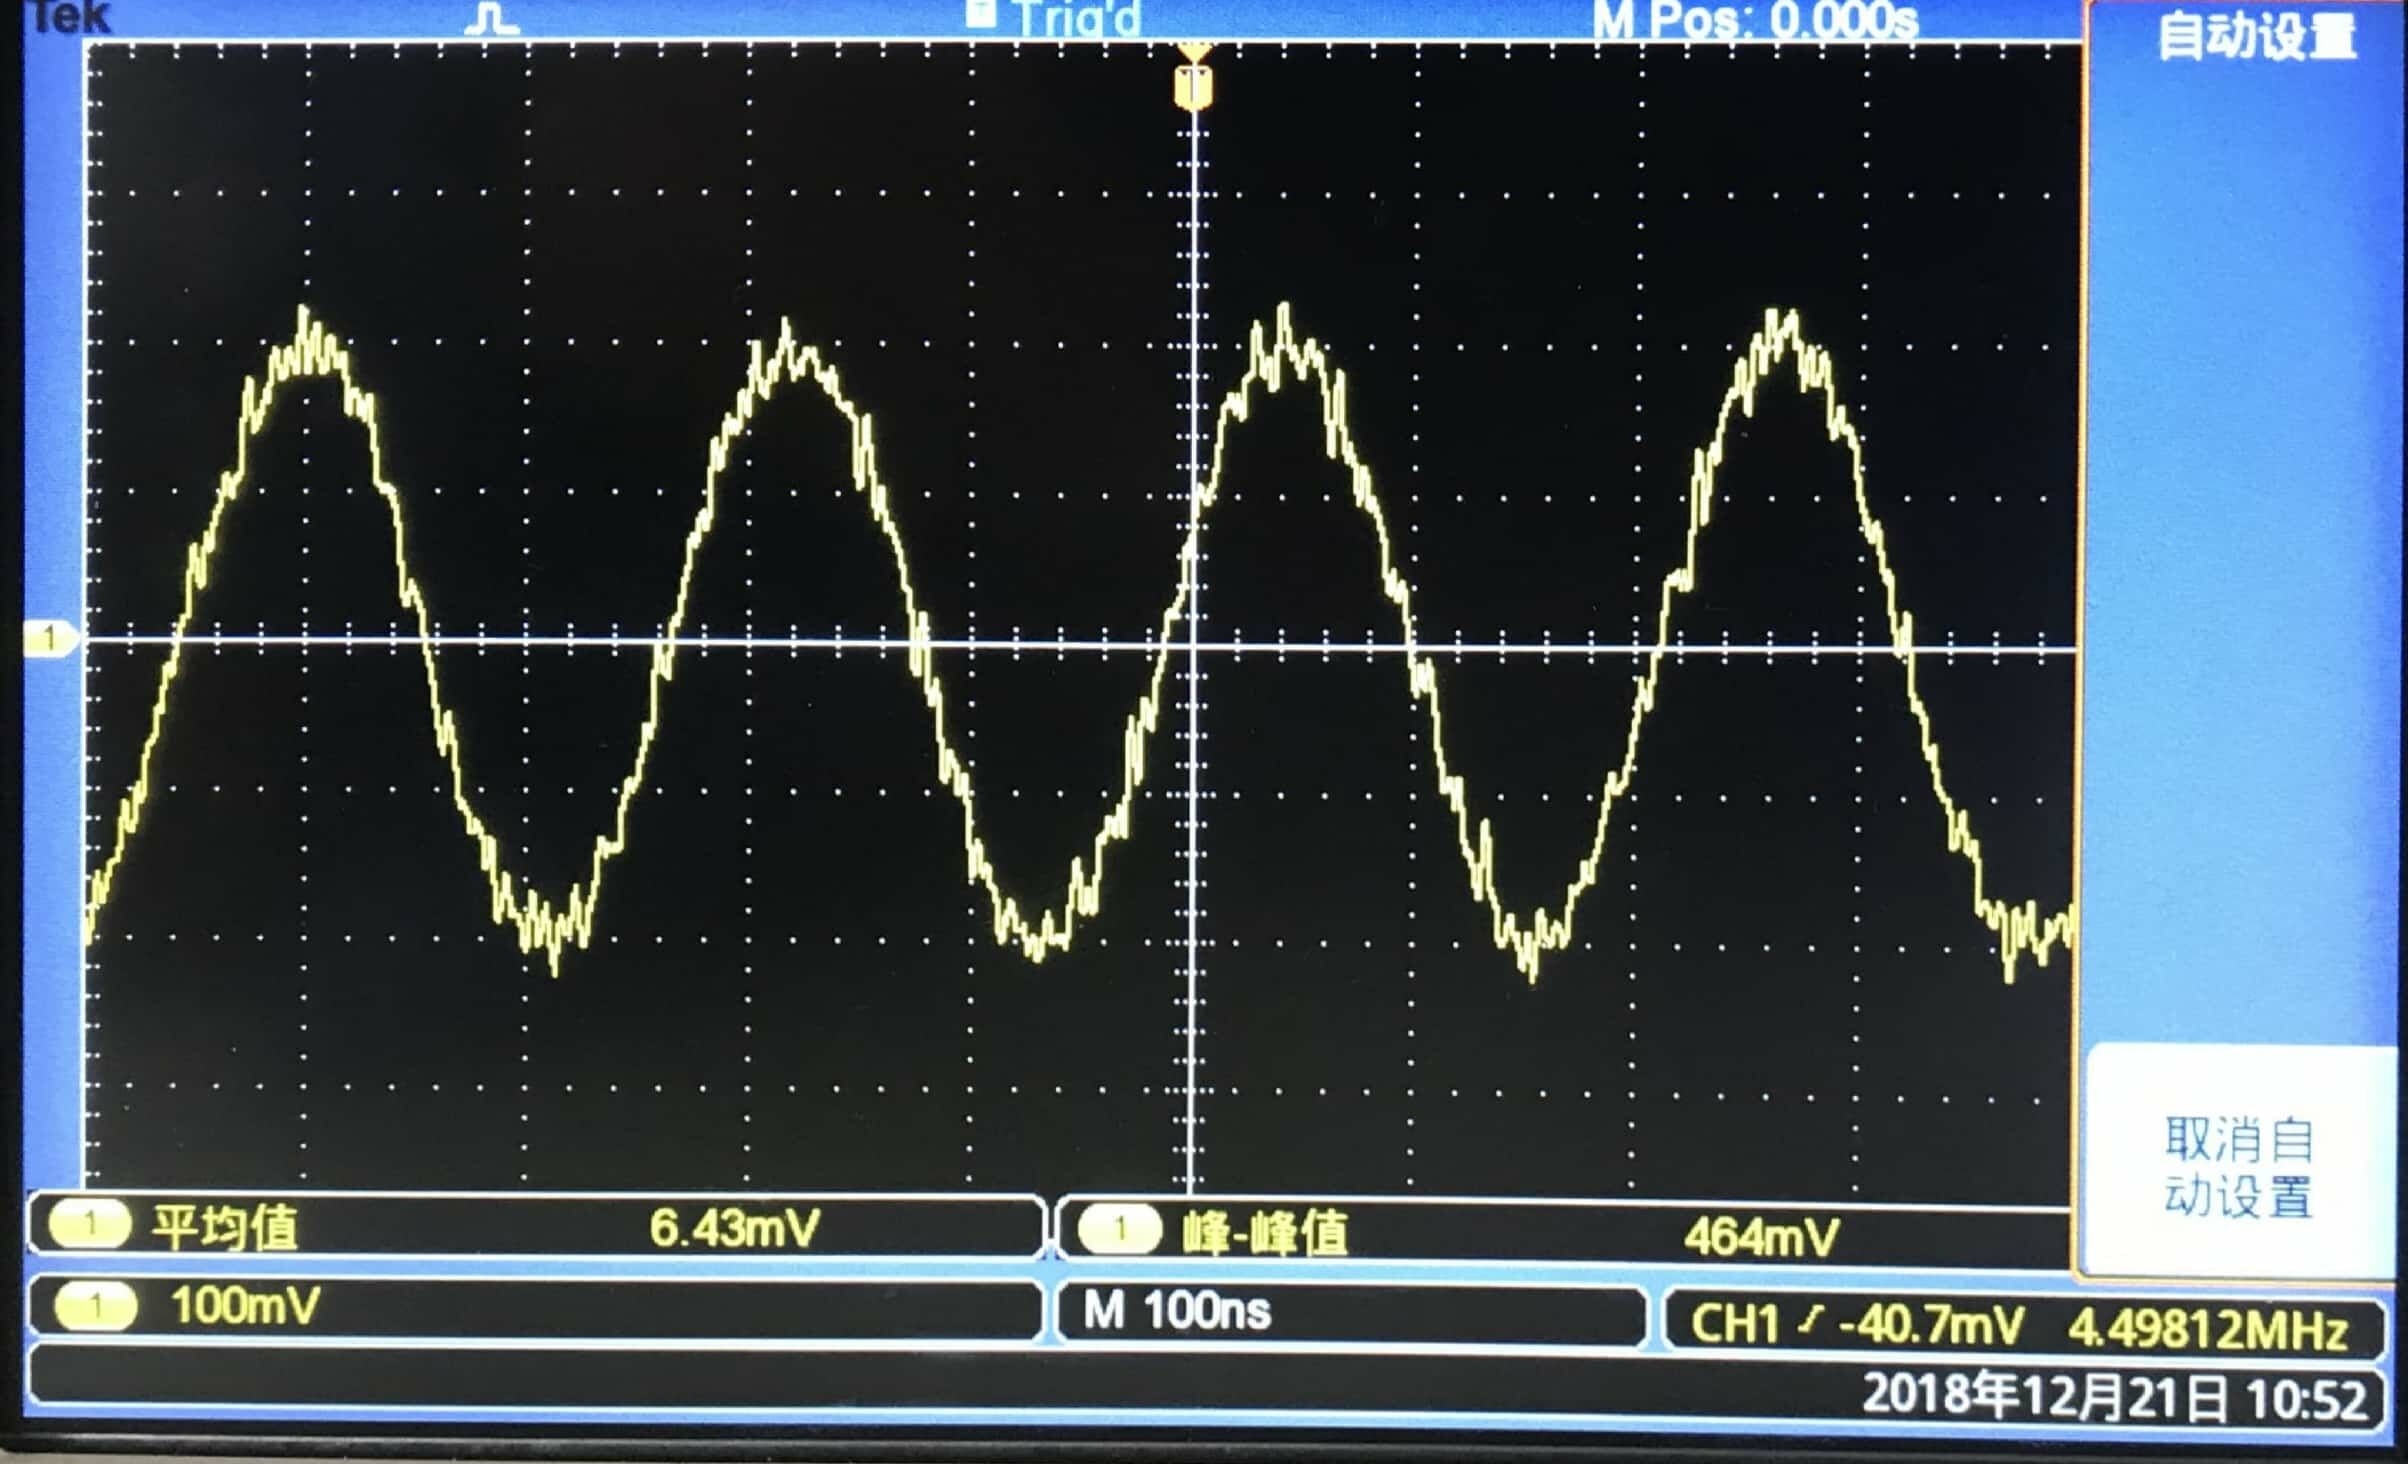 Tek
Trig'd
M Pos: 0.000s
自动设置
T
1
取消自
动设置
1 平均值 6.43mV
1 峰-峰值 464mV
1 100mV
M 100ns
CH1 -40.7mV 4.49812MHz
2018年12月21日 10:52